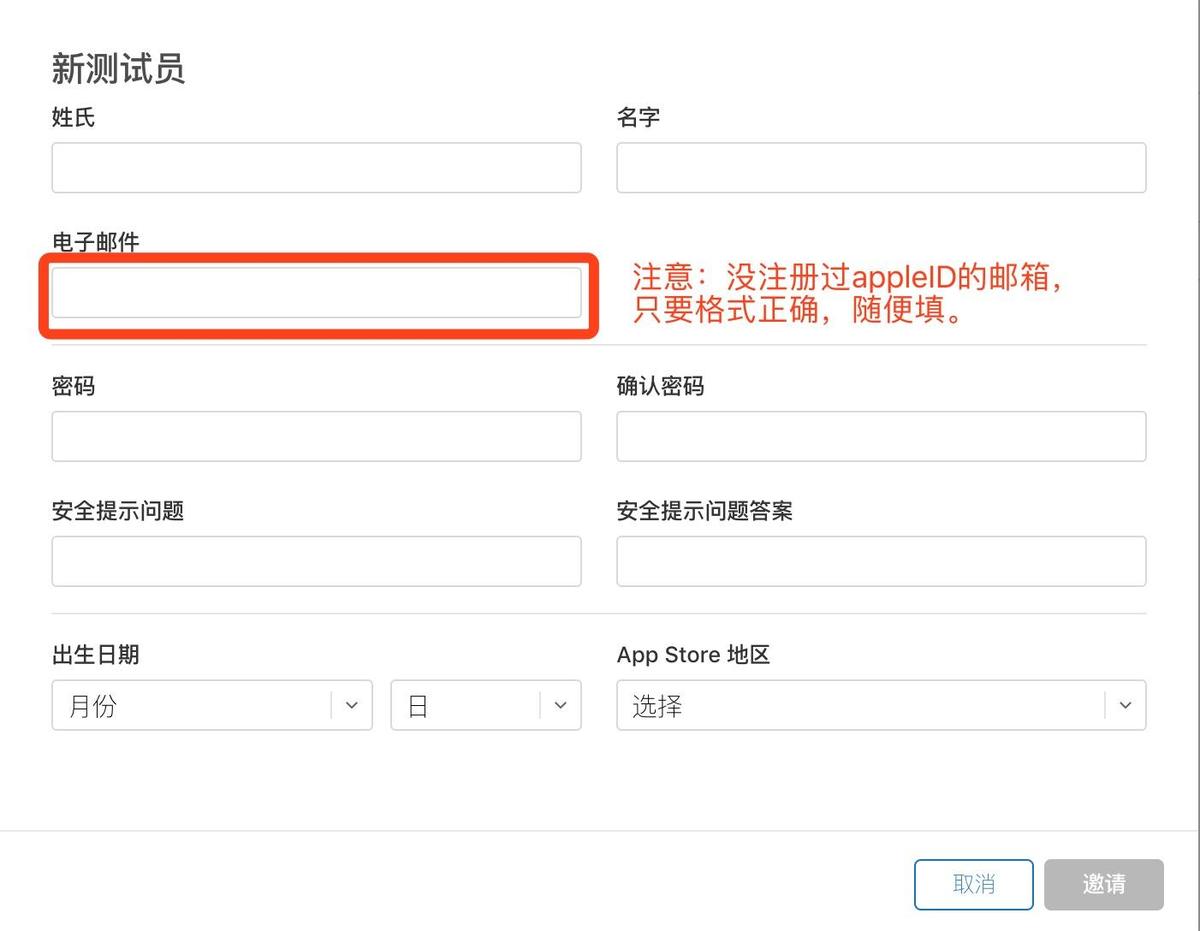 新测试员
姓氏
名字
电子邮件
注意：没注册过appleID的邮箱，
只要格式正确，随便填。
密码
确认密码
安全提示问题
安全提示问题答案
出生日期
App Store 地区
月份
日
选择
取消
邀请